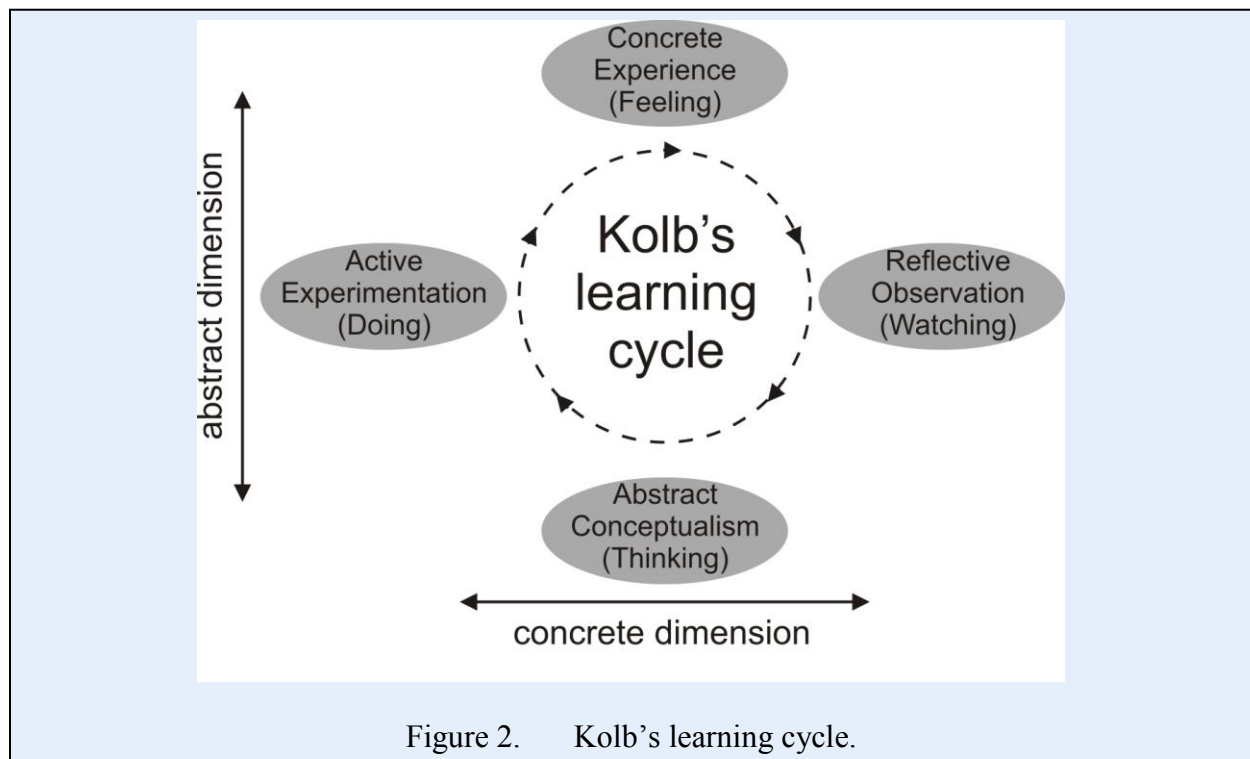 Concrete
Experience
(Feeling)
abstract dimension
Kolb's
learning
cycle
Active
Experimentation
(Doing)
Reflective
Observation
(Watching)
Abstract
Conceptualism
(Thinking)
concrete dimension
Figure 2. Kolb's learning cycle.